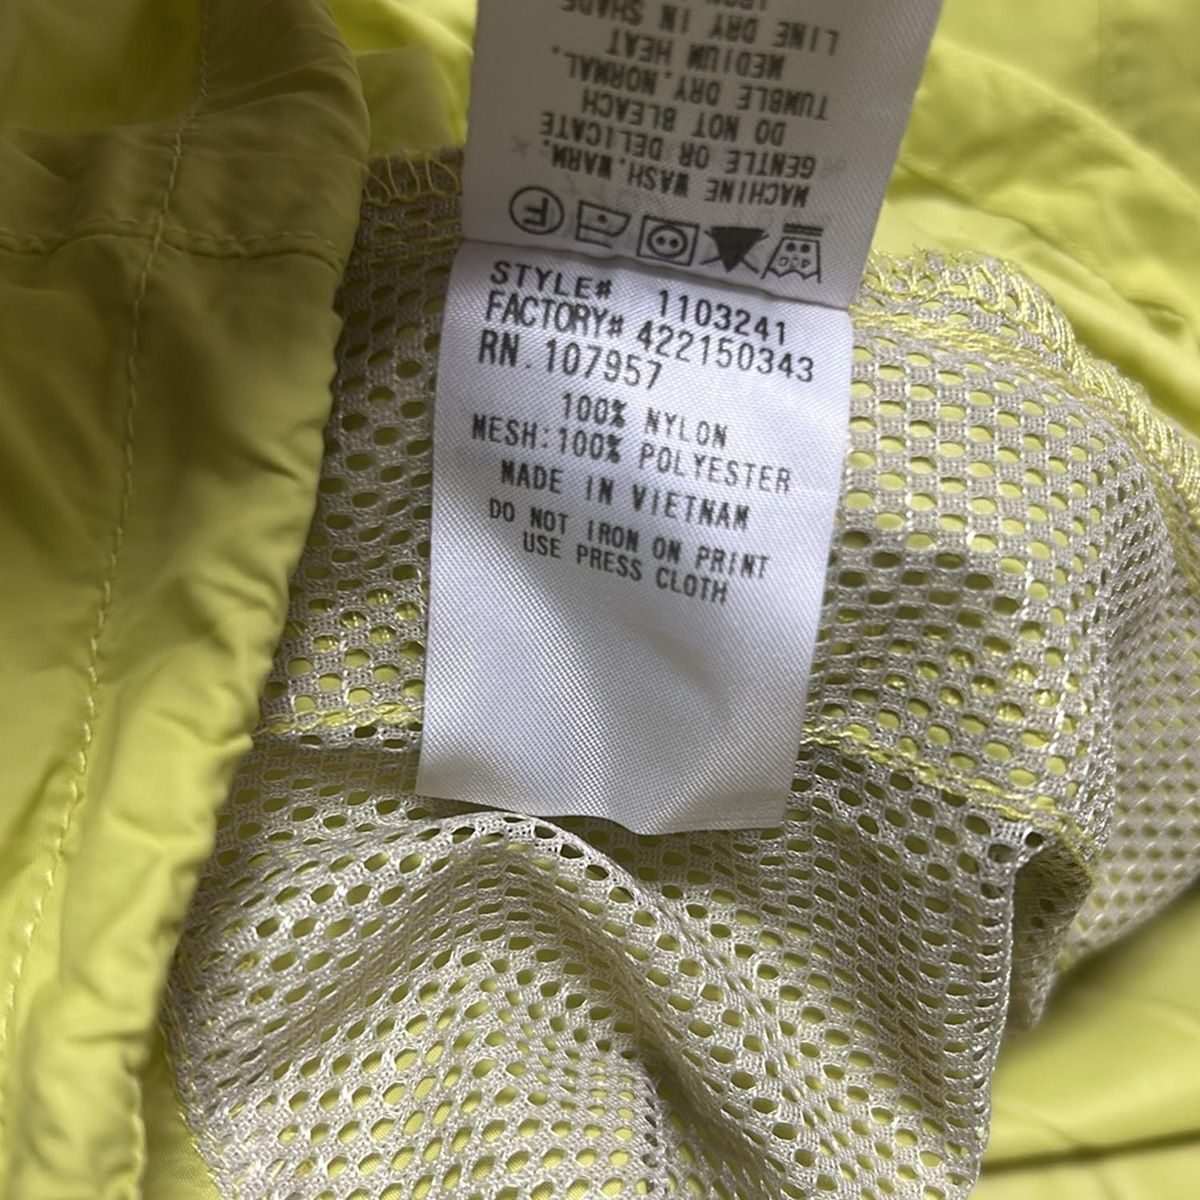 MACHINE WASH.WARM.
GENTLE OR DELICATE
DO NOT BLEACH
TUMBLE DRY.NORMAL.
MEDIUM HEAT
LINE DRY IN SHADE
STYLE# 1103241
FACTORY# 422150343
RN.107957
100% NYLON
MESH:100% POLYESTER
MADE IN VIETNAM
DO NOT IRON ON PRINT
USE PRESS CLOTH